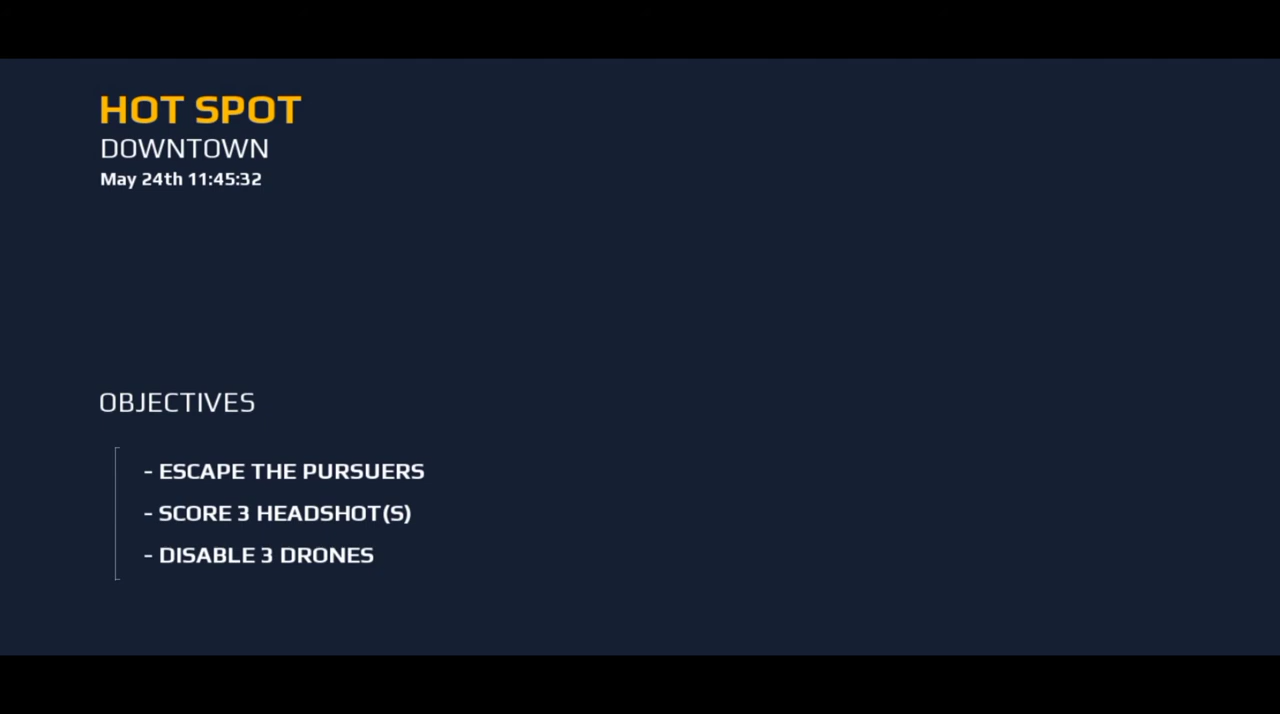 HOT SPOT
DOWNTOWN
May 24th 11:45:32
OBJECTIVES
- ESCAPE THE PURSUERS
- SCORE 3 HEADSHOT(S)
- DISABLE 3 DRONES